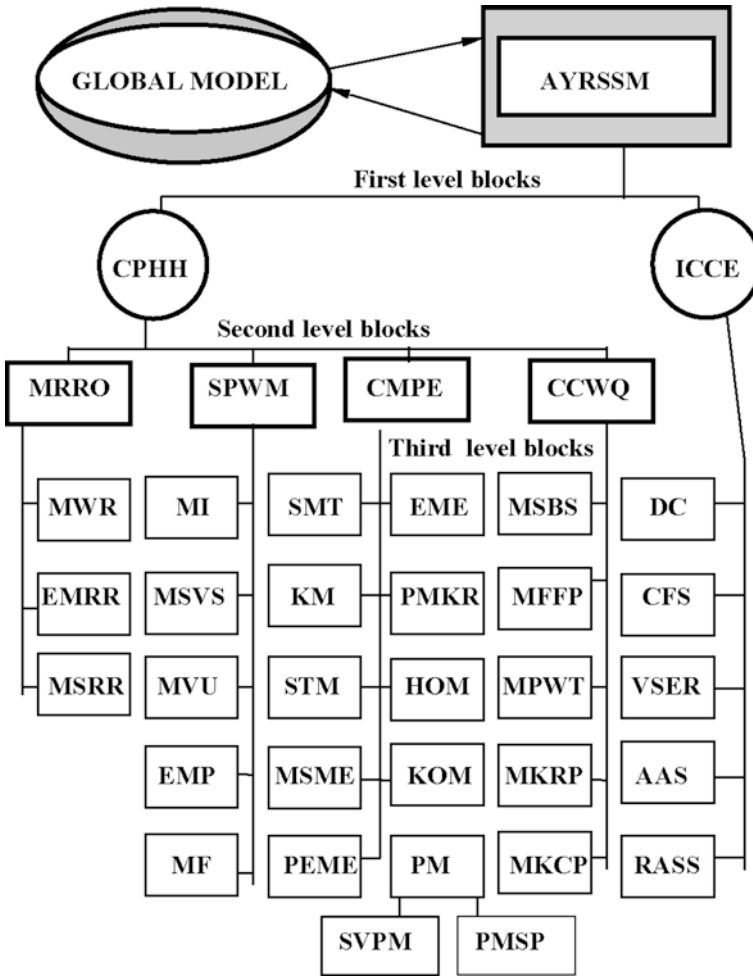 GLOBAL MODEL AYRSSM
First level blocks
CPHH ICCE
Second level blocks
MRRO SPWM CMPE CCWQ
Third level blocks
MWR MI SMT EME MSBS DC
EMRR MSVS KM PMKR MFFP CFS
MSRR MVU STM HOM MPWT VSER
EMP MSME KOM MKRP AAS
MF PEME PM MKCP RASS
SVPM PMSP